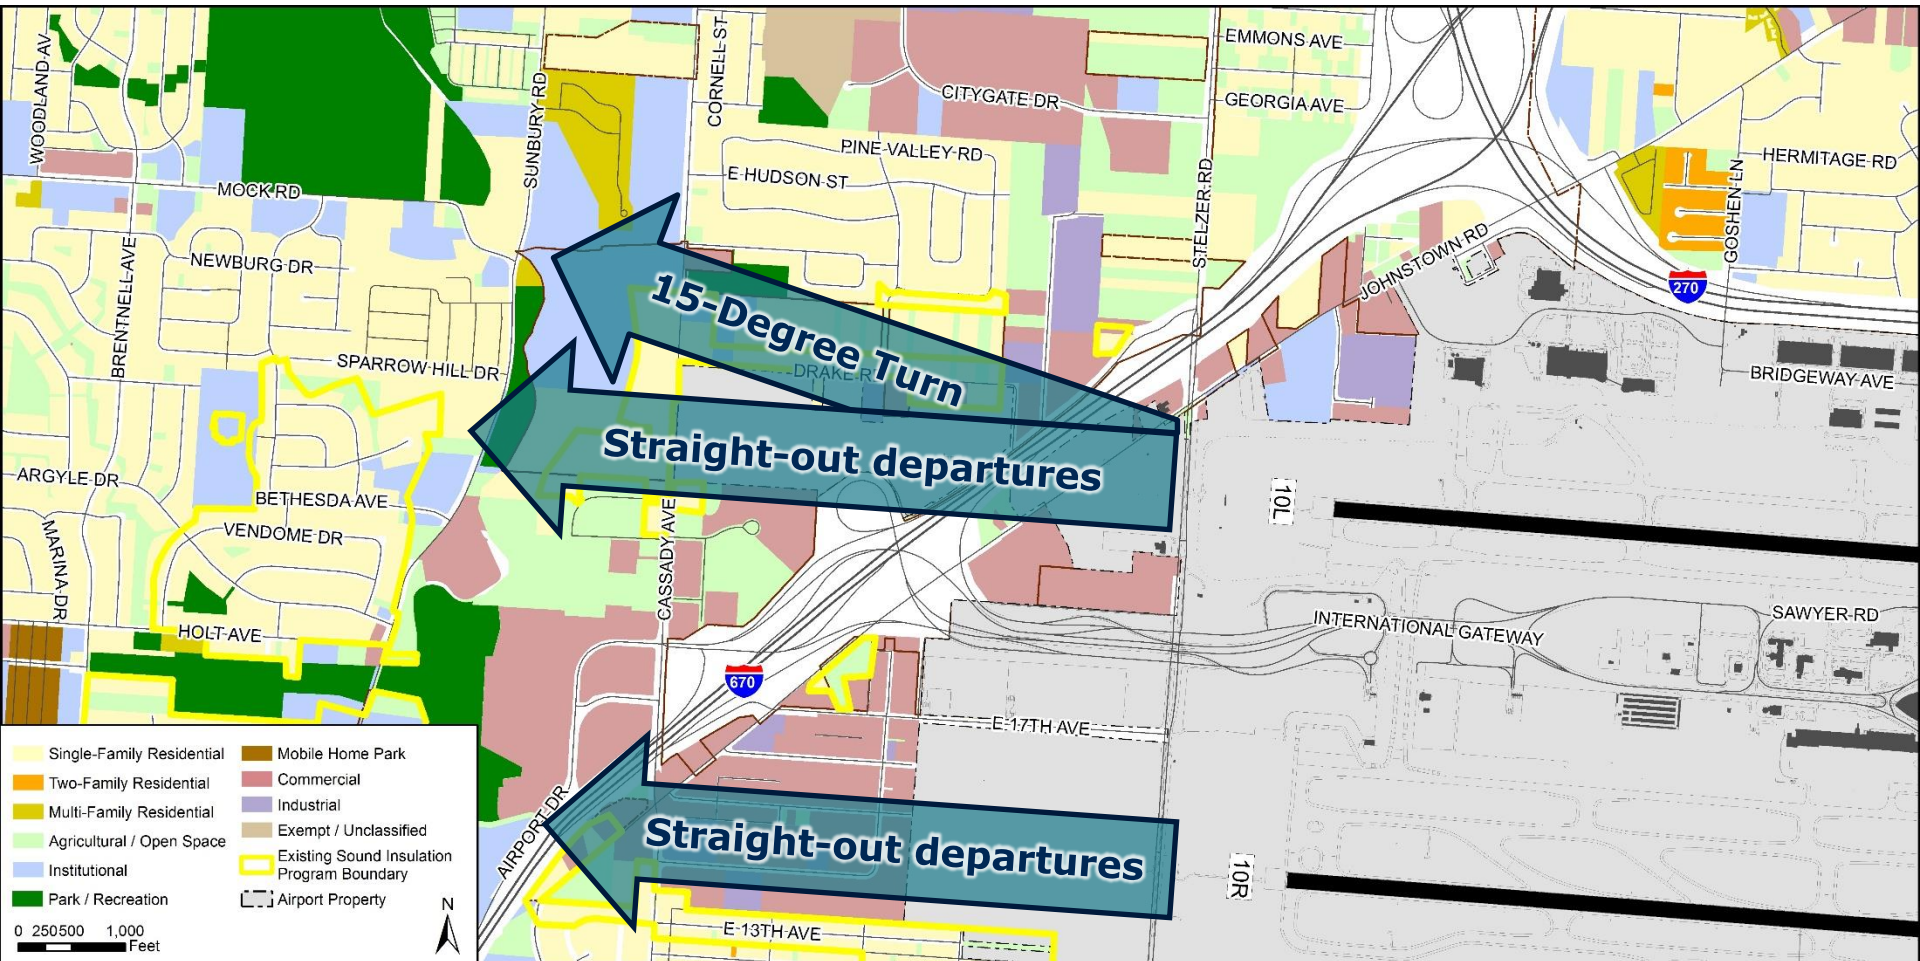 WOODLAND AV
SUNBURY RD
CORNELL ST
EMMONS AVE
CITYGATE DR
GEORGIA AVE
MOCK RD
PINE VALLEY RD
E HUDSON ST
STELZER RD
GOSHEN LN
HERMITAGE RD
BRENTNELL AVE
NEWBURG DR
JOHNSTOWN RD
270
15-Degree Turn
SPARROW HILL DR
DRAKE R
BRIDGEWAY AVE
Straight-out departures
ARGYLE DR
BETHESDA AVE
VENDOME DR
MARINA DR
CASSADY AVE
10L
HOLT AVE
INTERNATIONAL GATEWAY
SAWYER RD
670
E 17TH AVE
AIRPORT DR
Straight-out departures
10R
E 13TH AVE
Single-Family Residential
Two-Family Residential
Multi-Family Residential
Agricultural / Open Space
Institutional
Park / Recreation
Mobile Home Park
Commercial
Industrial
Exempt / Unclassified
Existing Sound Insulation
Program Boundary
Airport Property
0 250500 1,000
Feet
N